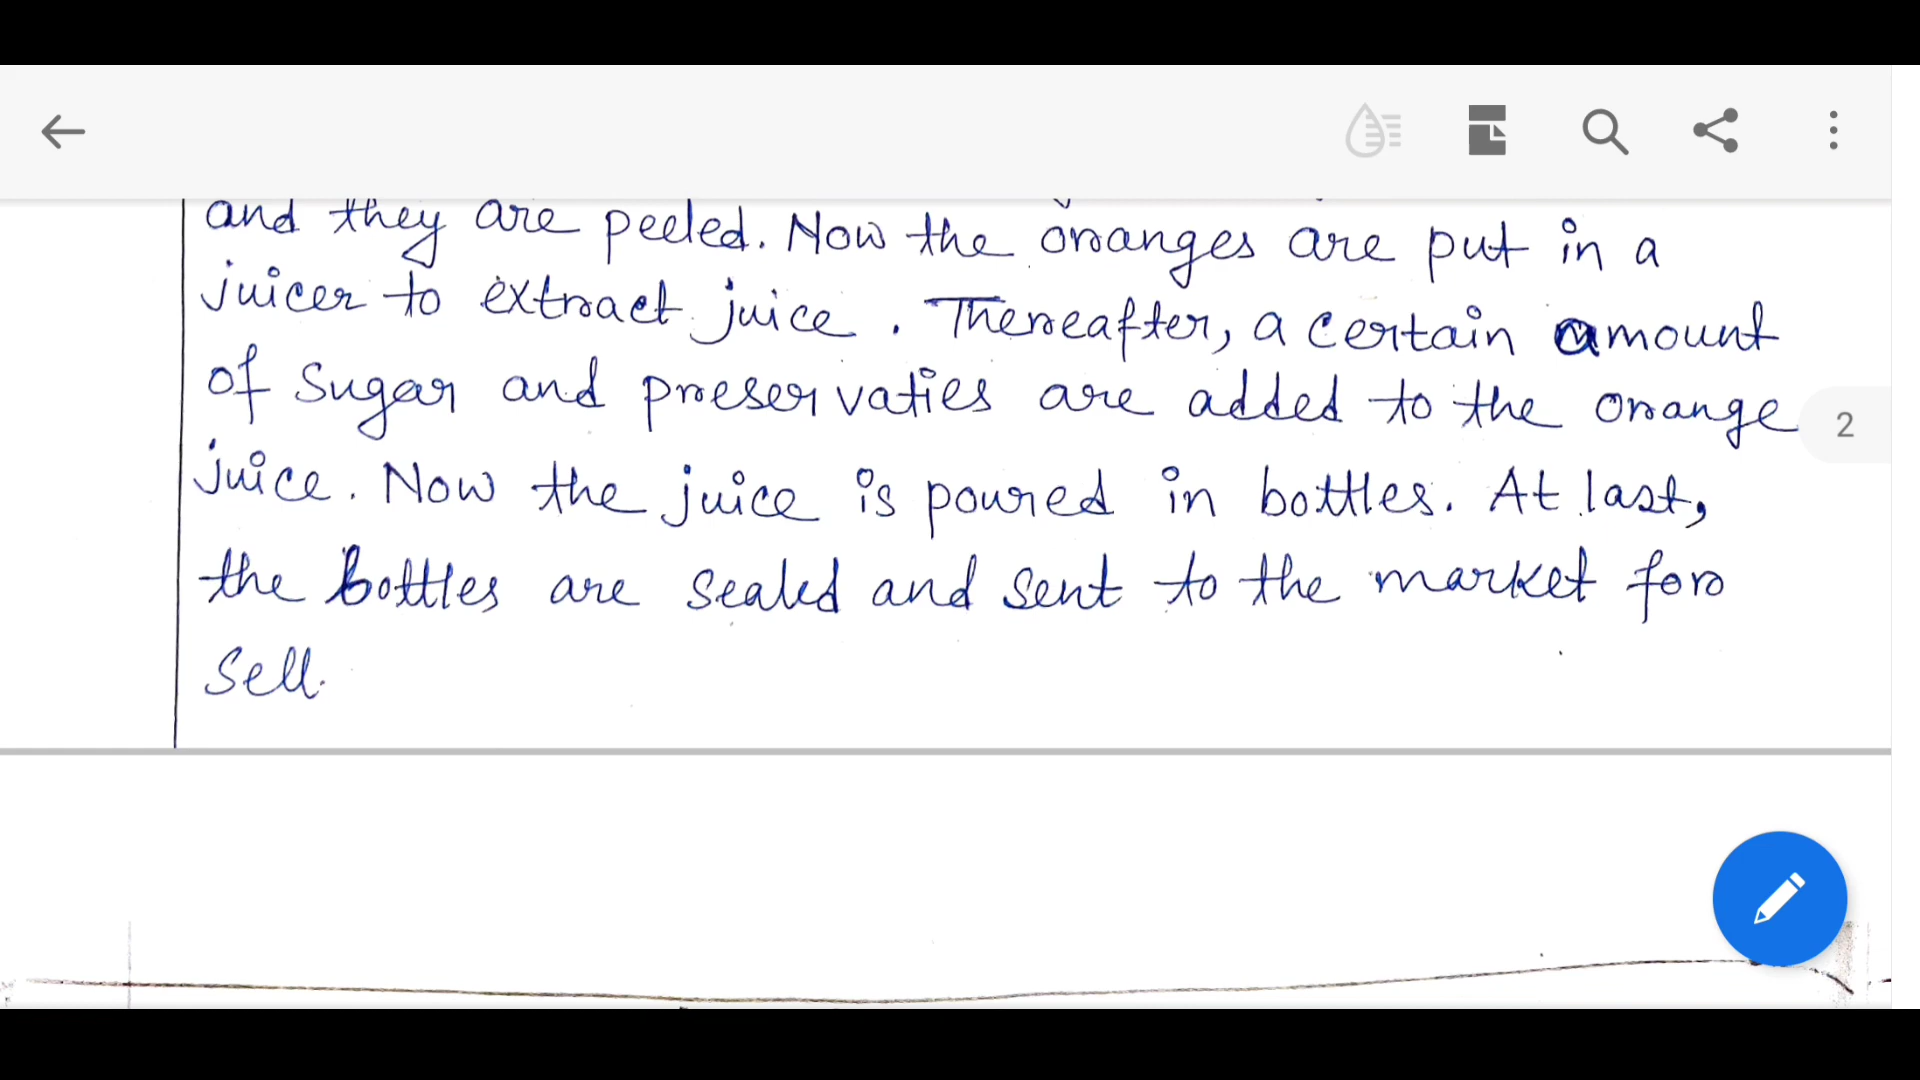 and they are peeled. Now the oranges are put in a
juicer to extract juice. Thereafter, a certain amount
of sugar and preservaties are added to the orange
2
juice. Now the juice is poured in bottles. At last,
the bottles are sealed and sent to the market for
sell.